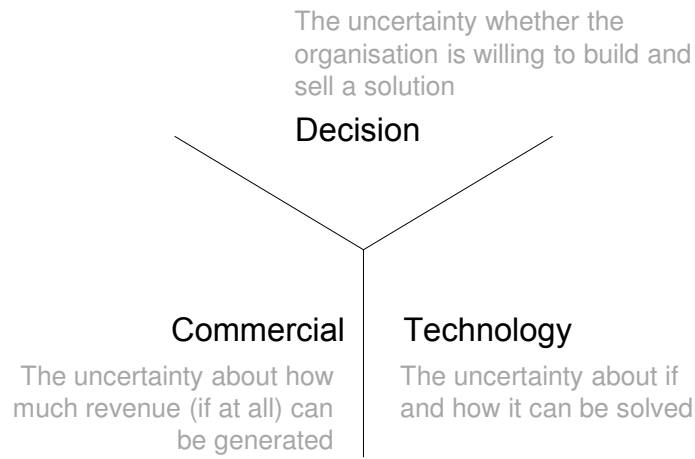 The uncertainty whether the
organisation is willing to build and
sell a solution
Decision
Commercial
The uncertainty about how
much revenue (if at all) can
be generated
Technology
The uncertainty about if
and how it can be solved